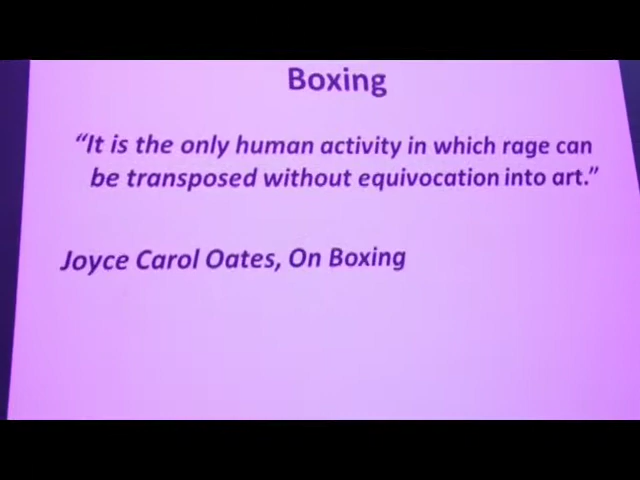 Boxing
“It is the only human activity in which rage can
be transposed without equivocation into art.”
Joyce Carol Oates, On Boxing